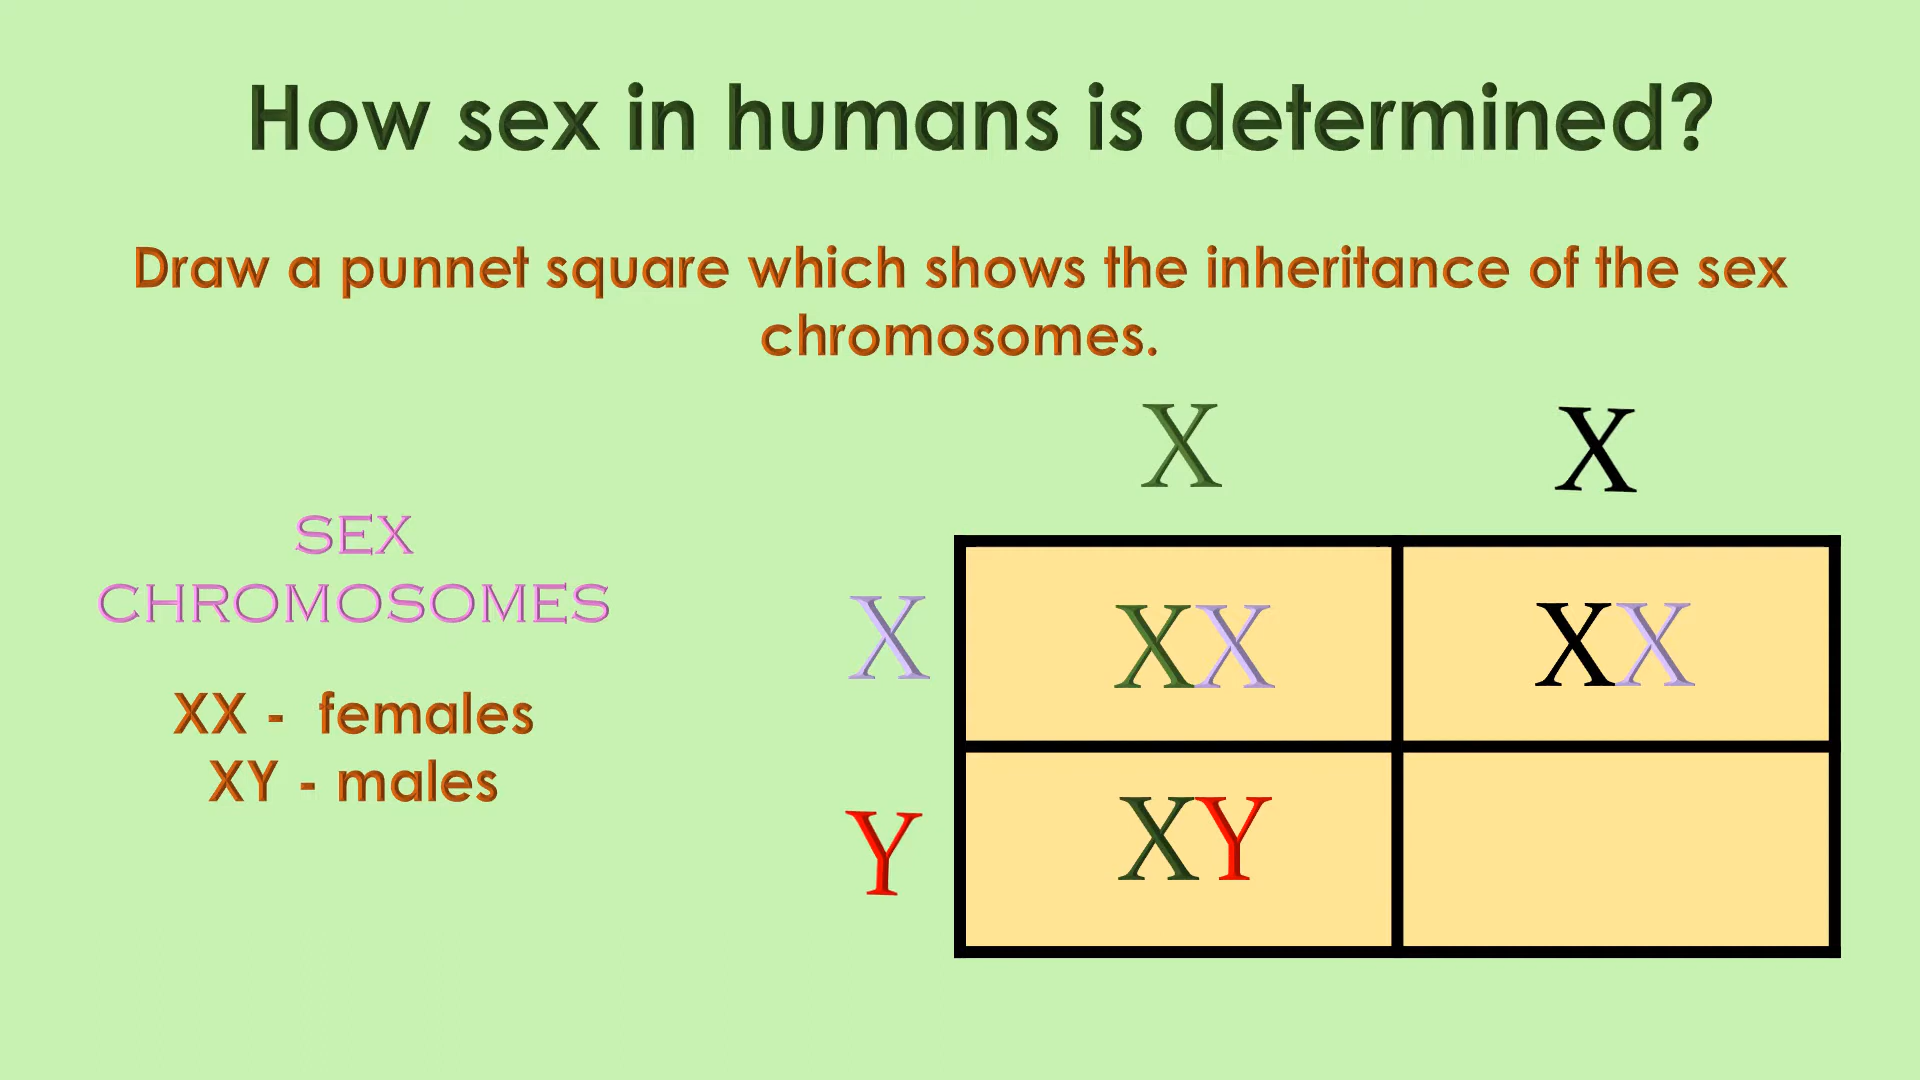 How sex in humans is determined?
Draw a punnet square which shows the inheritance of the sex
chromosomes.
X X
SEX
CHROMOSOMES
X XX XX
XX - females
XY - males
Y XY